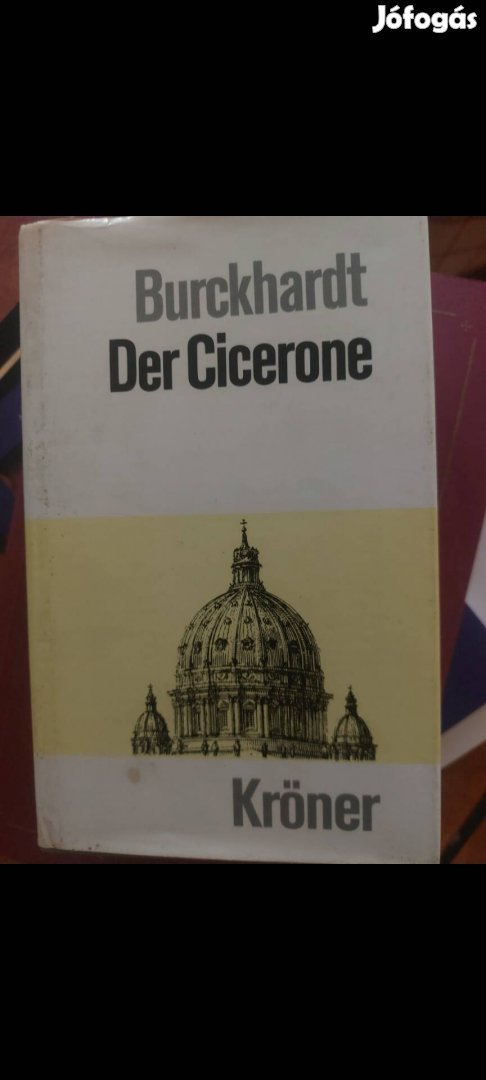 Jófogás
Burckhardt
Der Cicerone
Kröner